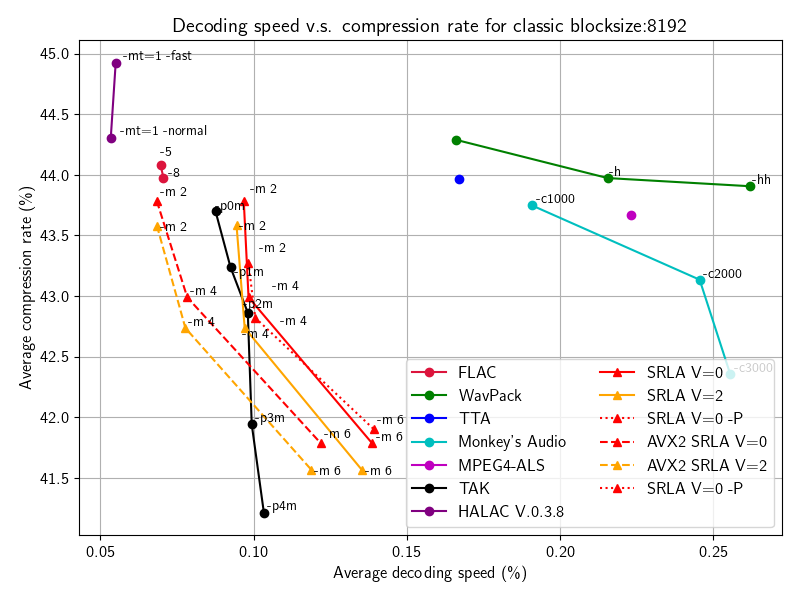 Decoding speed v.s. compression rate for classic blocksize:8192
Average compression rate (%)
45.0
44.5
44.0
43.5
43.0
42.5
42.0
41.5
-mt=1 -fast
-mt=1 -normal
-5
-8
-m 2
-m 2
-m 4
-m 4
-m 6
-m 6
-p0m
-p1m
-p2m
-p3m
-p4m
-m 2
-m 2
-m 2
-m 4
-m 4
-m 4
-m 6
-m 6
-m 6
-h
-hh
-c1000
-c2000
-c3000
FLAC
WavPack
TTA
Monkey's Audio
MPEG4-ALS
TAK
HALAC V.0.3.8
SRLA V=0
SRLA V=2
SRLA V=0 -P
AVX2 SRLA V=0
AVX2 SRLA V=2
SRLA V=0 -P
0.05
0.10
0.15
0.20
0.25
Average decoding speed (%)